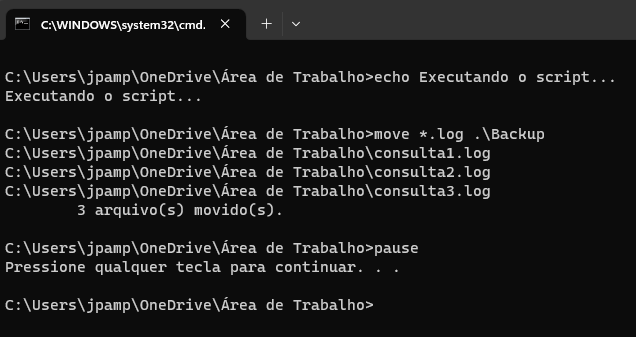 C:\WINDOWS\system32\cmd.
C:\Users\jpamp\OneDrive\Área de Trabalho>echo Executando o script...
Executando o script...
C:\Users\jpamp\OneDrive\Área de Trabalho>move *.log .\Backup
C:\Users\jpamp\OneDrive\Área de Trabalho\consulta1.log
C:\Users\jpamp\OneDrive\Área de Trabalho\consulta2.log
C:\Users\jpamp\OneDrive\Área de Trabalho\consulta3.log
        3 arquivo(s) movido(s).
C:\Users\jpamp\OneDrive\Área de Trabalho>pause
Pressione qualquer tecla para continuar. . .
C:\Users\jpamp\OneDrive\Área de Trabalho>